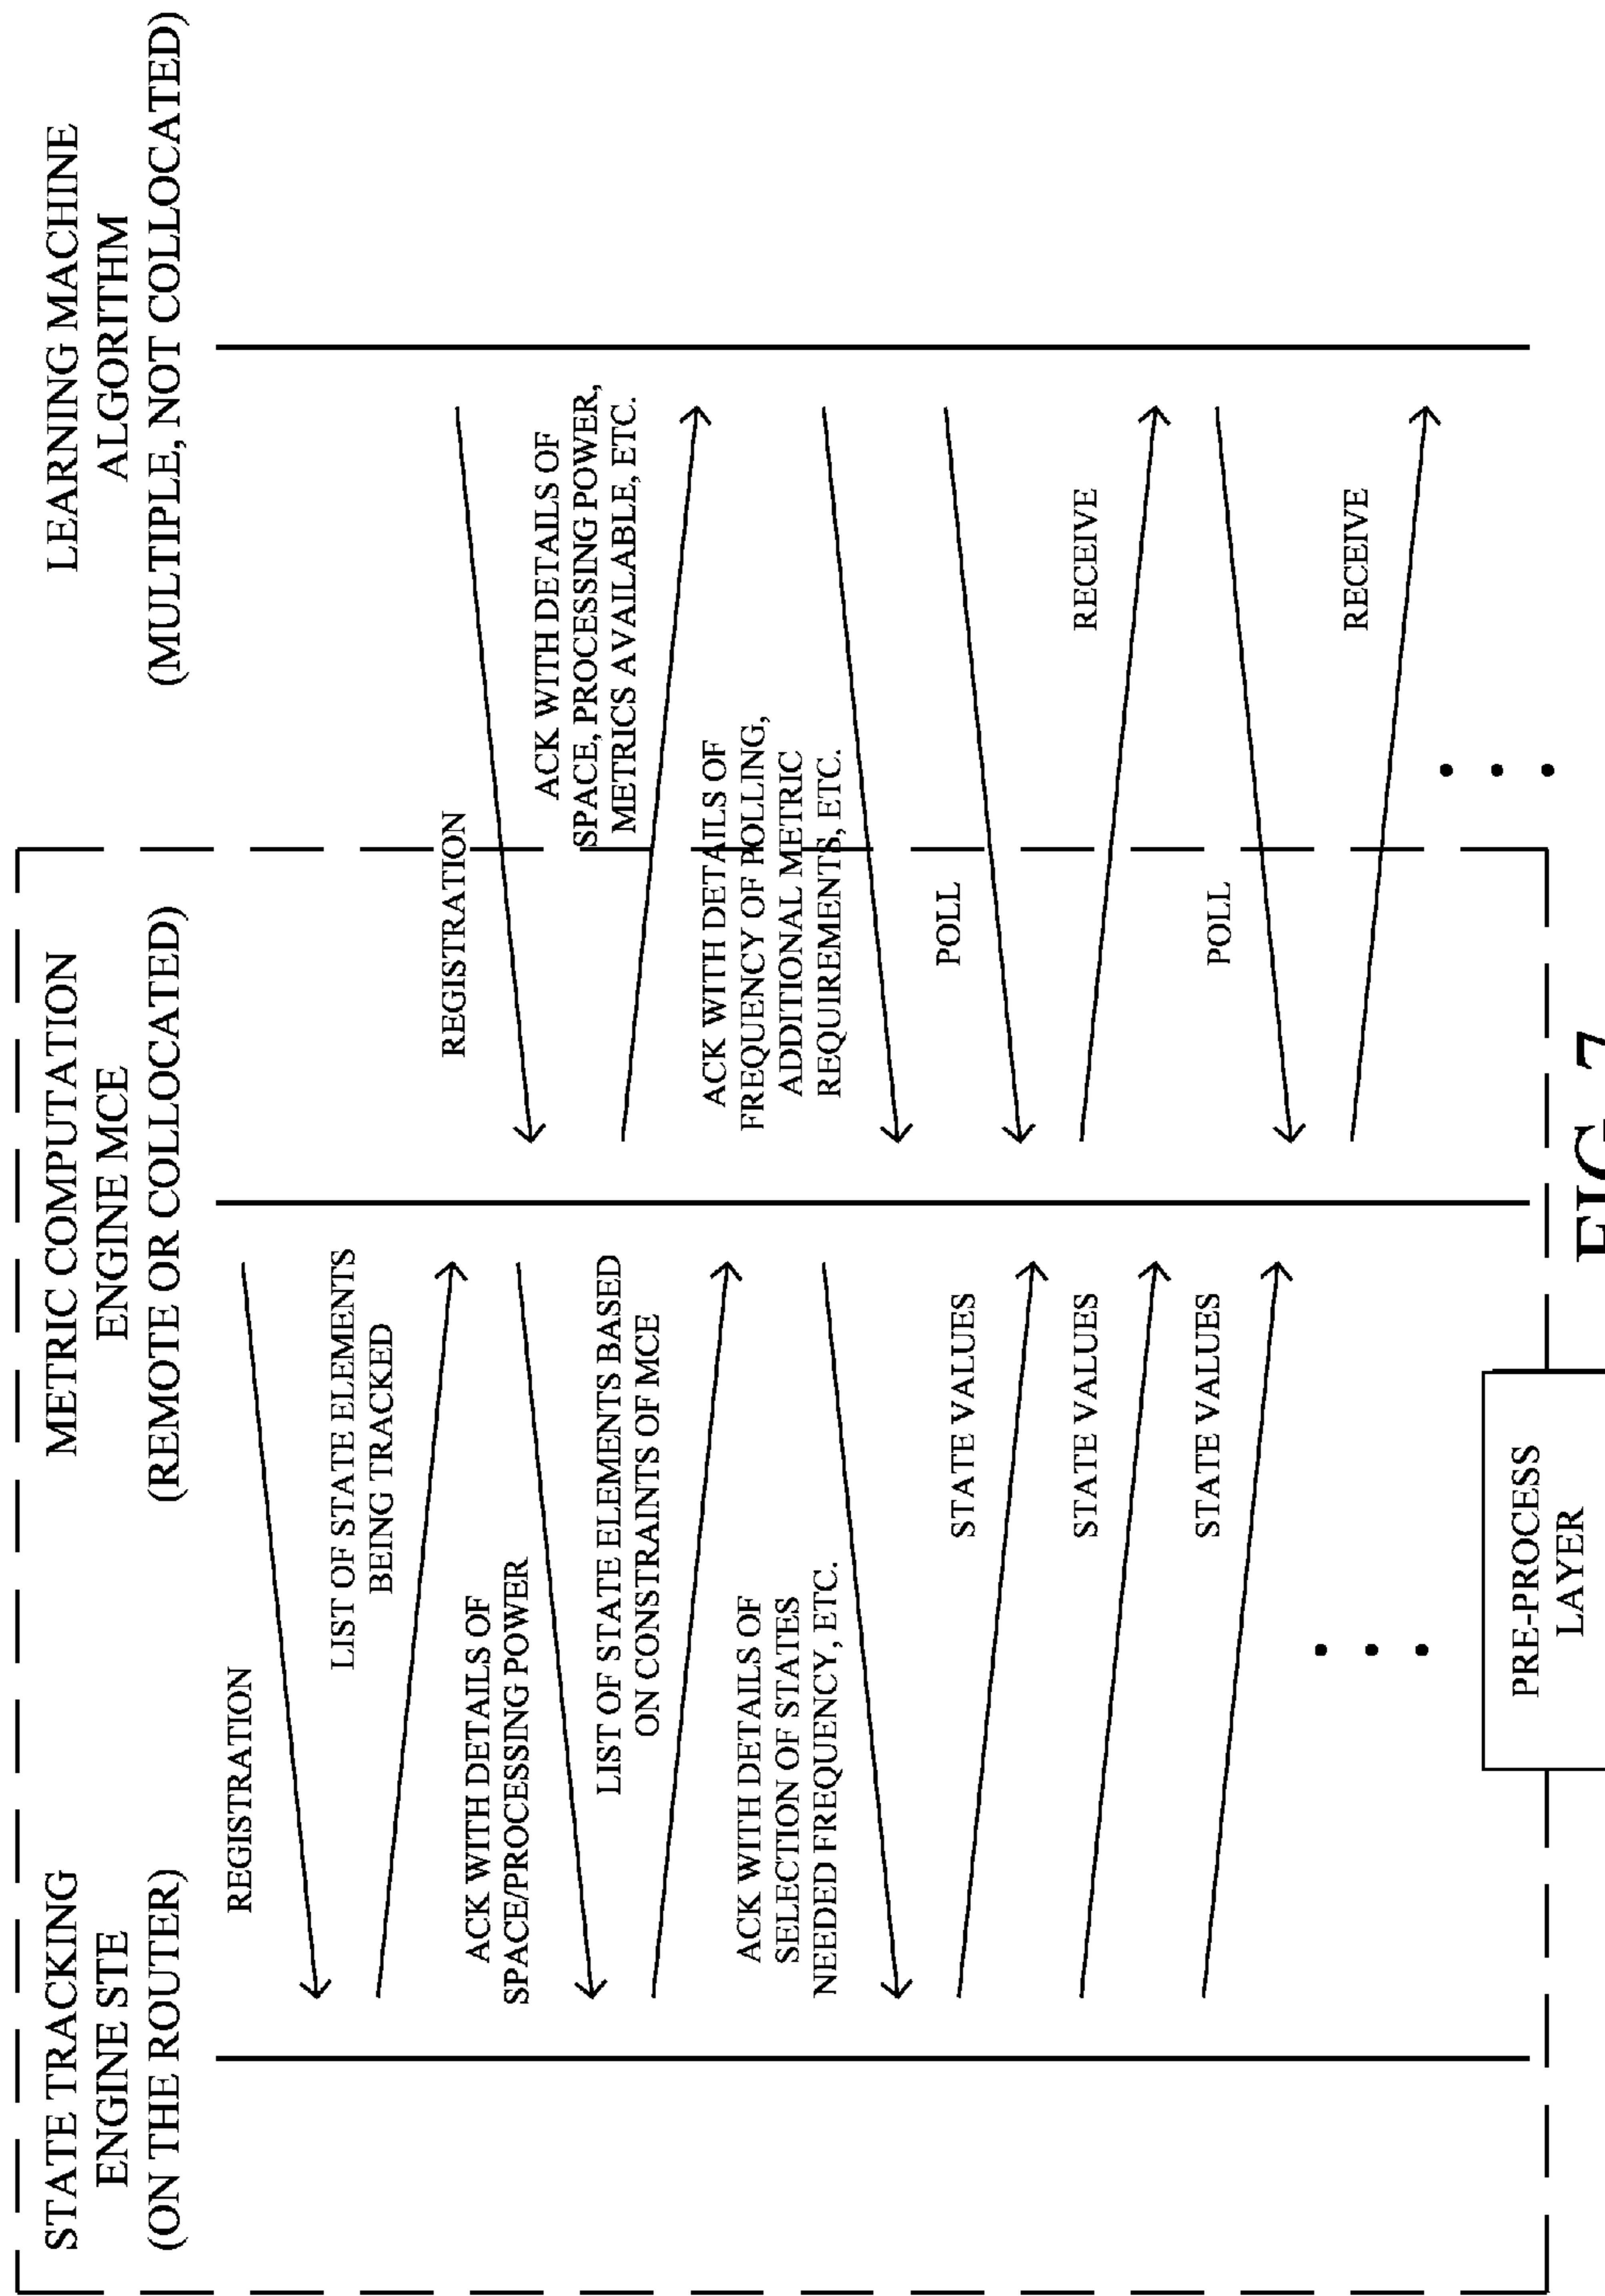 STATE TRACKING
ENGINE STE
(ON THE ROUTER)
METRIC COMPUTATION
ENGINE MCE
(REMOTE OR COLLOCATED)
LEARNING MACHINE
ALGORITHM
(MULTIPLE, NOT COLLOCATED)
REGISTRATION
LIST OF STATE ELEMENTS
BEING TRACKED
ACK WITH DETAILS OF
SPACE/PROCESSING POWER
LIST OF STATE ELEMENTS BASED
ON CONSTRAINTS OF MCE
ACK WITH DETAILS OF
SELECTION OF STATES
NEEDED FREQUENCY, ETC.
STATE VALUES
STATE VALUES
STATE VALUES
REGISTRATION
ACK WITH DETAILS OF
SPACE, PROCESSING POWER,
METRICS AVAILABLE, ETC.
ACK WITH DETAILS OF
FREQUENCY OF POLLING,
ADDITIONAL METRIC
REQUIREMENTS, ETC.
POLL
RECEIVE
POLL
RECEIVE
PRE-PROCESS
LAYER
FIG. 7